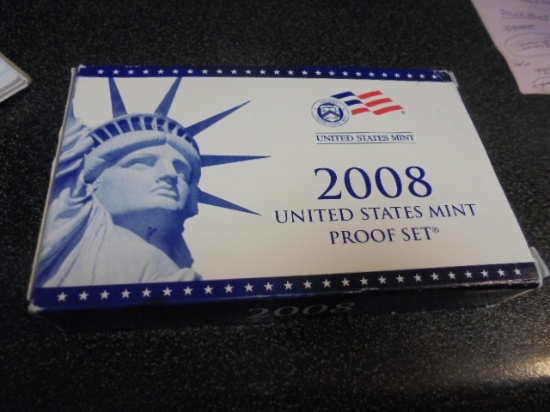 UNITED STATES MINT
2008
UNITED STATES MINT
PROOF SET®
2008